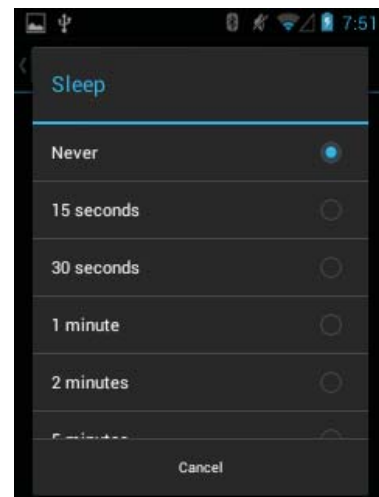 7:51
Sleep
Never
15 seconds
30 seconds
1 minute
2 minutes
Cancel